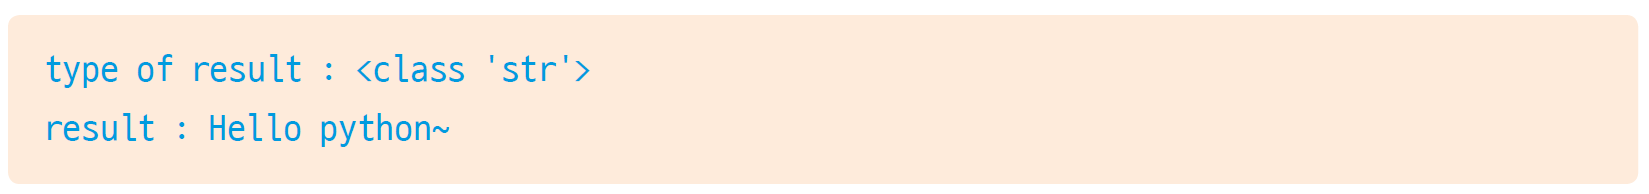 type of result : <class 'str'>
result : Hello python~